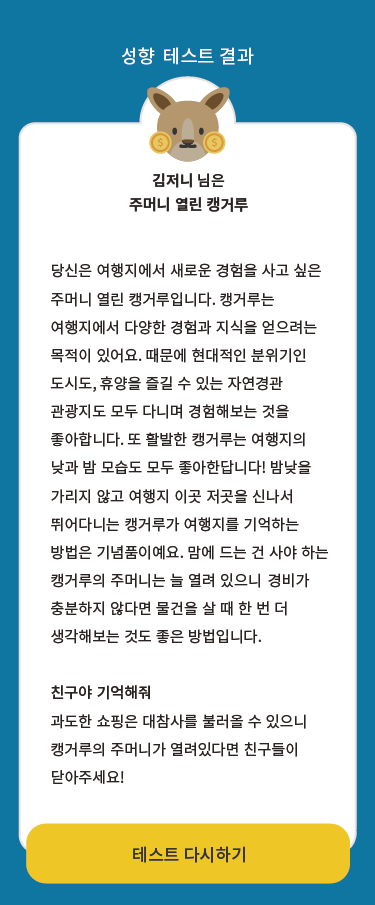 성향 테스트 결과
김저니 님은
주머니 열린 캥거루
당신은 여행지에서 새로운 경험을 사고 싶은
주머니 열린 캥거루입니다. 캥거루는
여행지에서 다양한 경험과 지식을 얻으려는
목적이 있어요. 때문에 현대적인 분위기인
도시도, 휴양을 즐길 수 있는 자연경관
관광지도 모두 다니며 경험해보는 것을
좋아합니다. 또 활발한 캥거루는 여행지의
낮과 밤 모습도 모두 좋아한답니다! 밤낮을
가리지 않고 여행지 이곳 저곳을 신나서
뛰어다니는 캥거루가 여행지를 기억하는
방법은 기념품이예요. 맘에 드는 건 사야 하는
캥거루의 주머니는 늘 열려 있으니 경비가
충분하지 않다면 물건을 살 때 한 번 더
생각해보는 것도 좋은 방법입니다.
친구야 기억해줘
과도한 쇼핑은 대참사를 불러올 수 있으니
캥거루의 주머니가 열려있다면 친구들이
닫아주세요!
테스트 다시하기